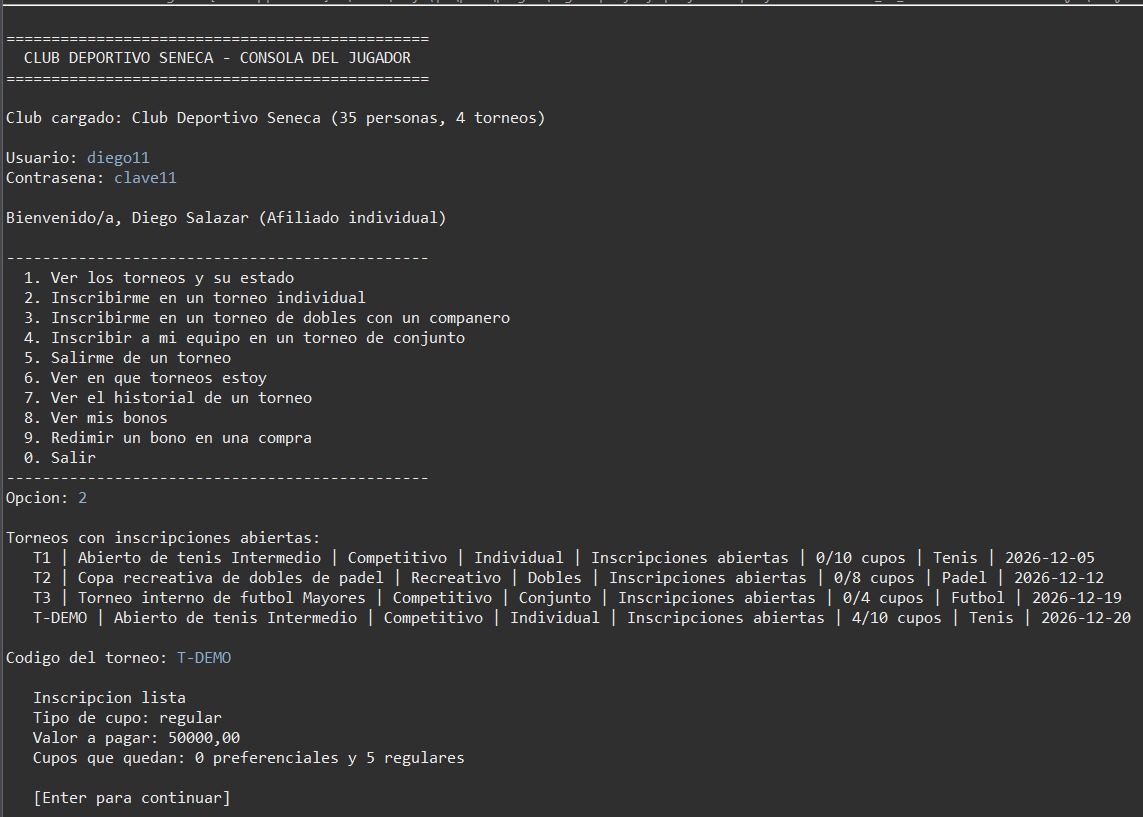 ==============================================
CLUB DEPORTIVO SENECA - CONSOLA DEL JUGADOR
==============================================
Club cargado: Club Deportivo Seneca (35 personas, 4 torneos)
Usuario: diego11
Contrasena: clave11
Bienvenido/a, Diego Salazar (Afiliado individual)
----------------------------------------------
1. Ver los torneos y su estado
2. Inscribirme en un torneo individual
3. Inscribirme en un torneo de dobles con un companero
4. Inscribir a mi equipo en un torneo de conjunto
5. Salirme de un torneo
6. Ver en que torneos estoy
7. Ver el historial de un torneo
8. Ver mis bonos
9. Redimir un bono en una compra
0. Salir
----------------------------------------------
Opcion: 2
Torneos con inscripciones abiertas:
T1 | Abierto de tenis Intermedio | Competitivo | Individual | Inscripciones abiertas | 0/10 cupos | Tenis | 2026-12-05
T2 | Copa recreativa de dobles de padel | Recreativo | Dobles | Inscripciones abiertas | 0/8 cupos | Padel | 2026-12-12
T3 | Torneo interno de futbol Mayores | Competitivo | Conjunto | Inscripciones abiertas | 0/4 cupos | Futbol | 2026-12-19
T-DEMO | Abierto de tenis Intermedio | Competitivo | Individual | Inscripciones abiertas | 4/10 cupos | Tenis | 2026-12-20
Codigo del torneo: T-DEMO
Inscripcion lista
Tipo de cupo: regular
Valor a pagar: 50000,00
Cupos que quedan: 0 preferenciales y 5 regulares
[Enter para continuar]